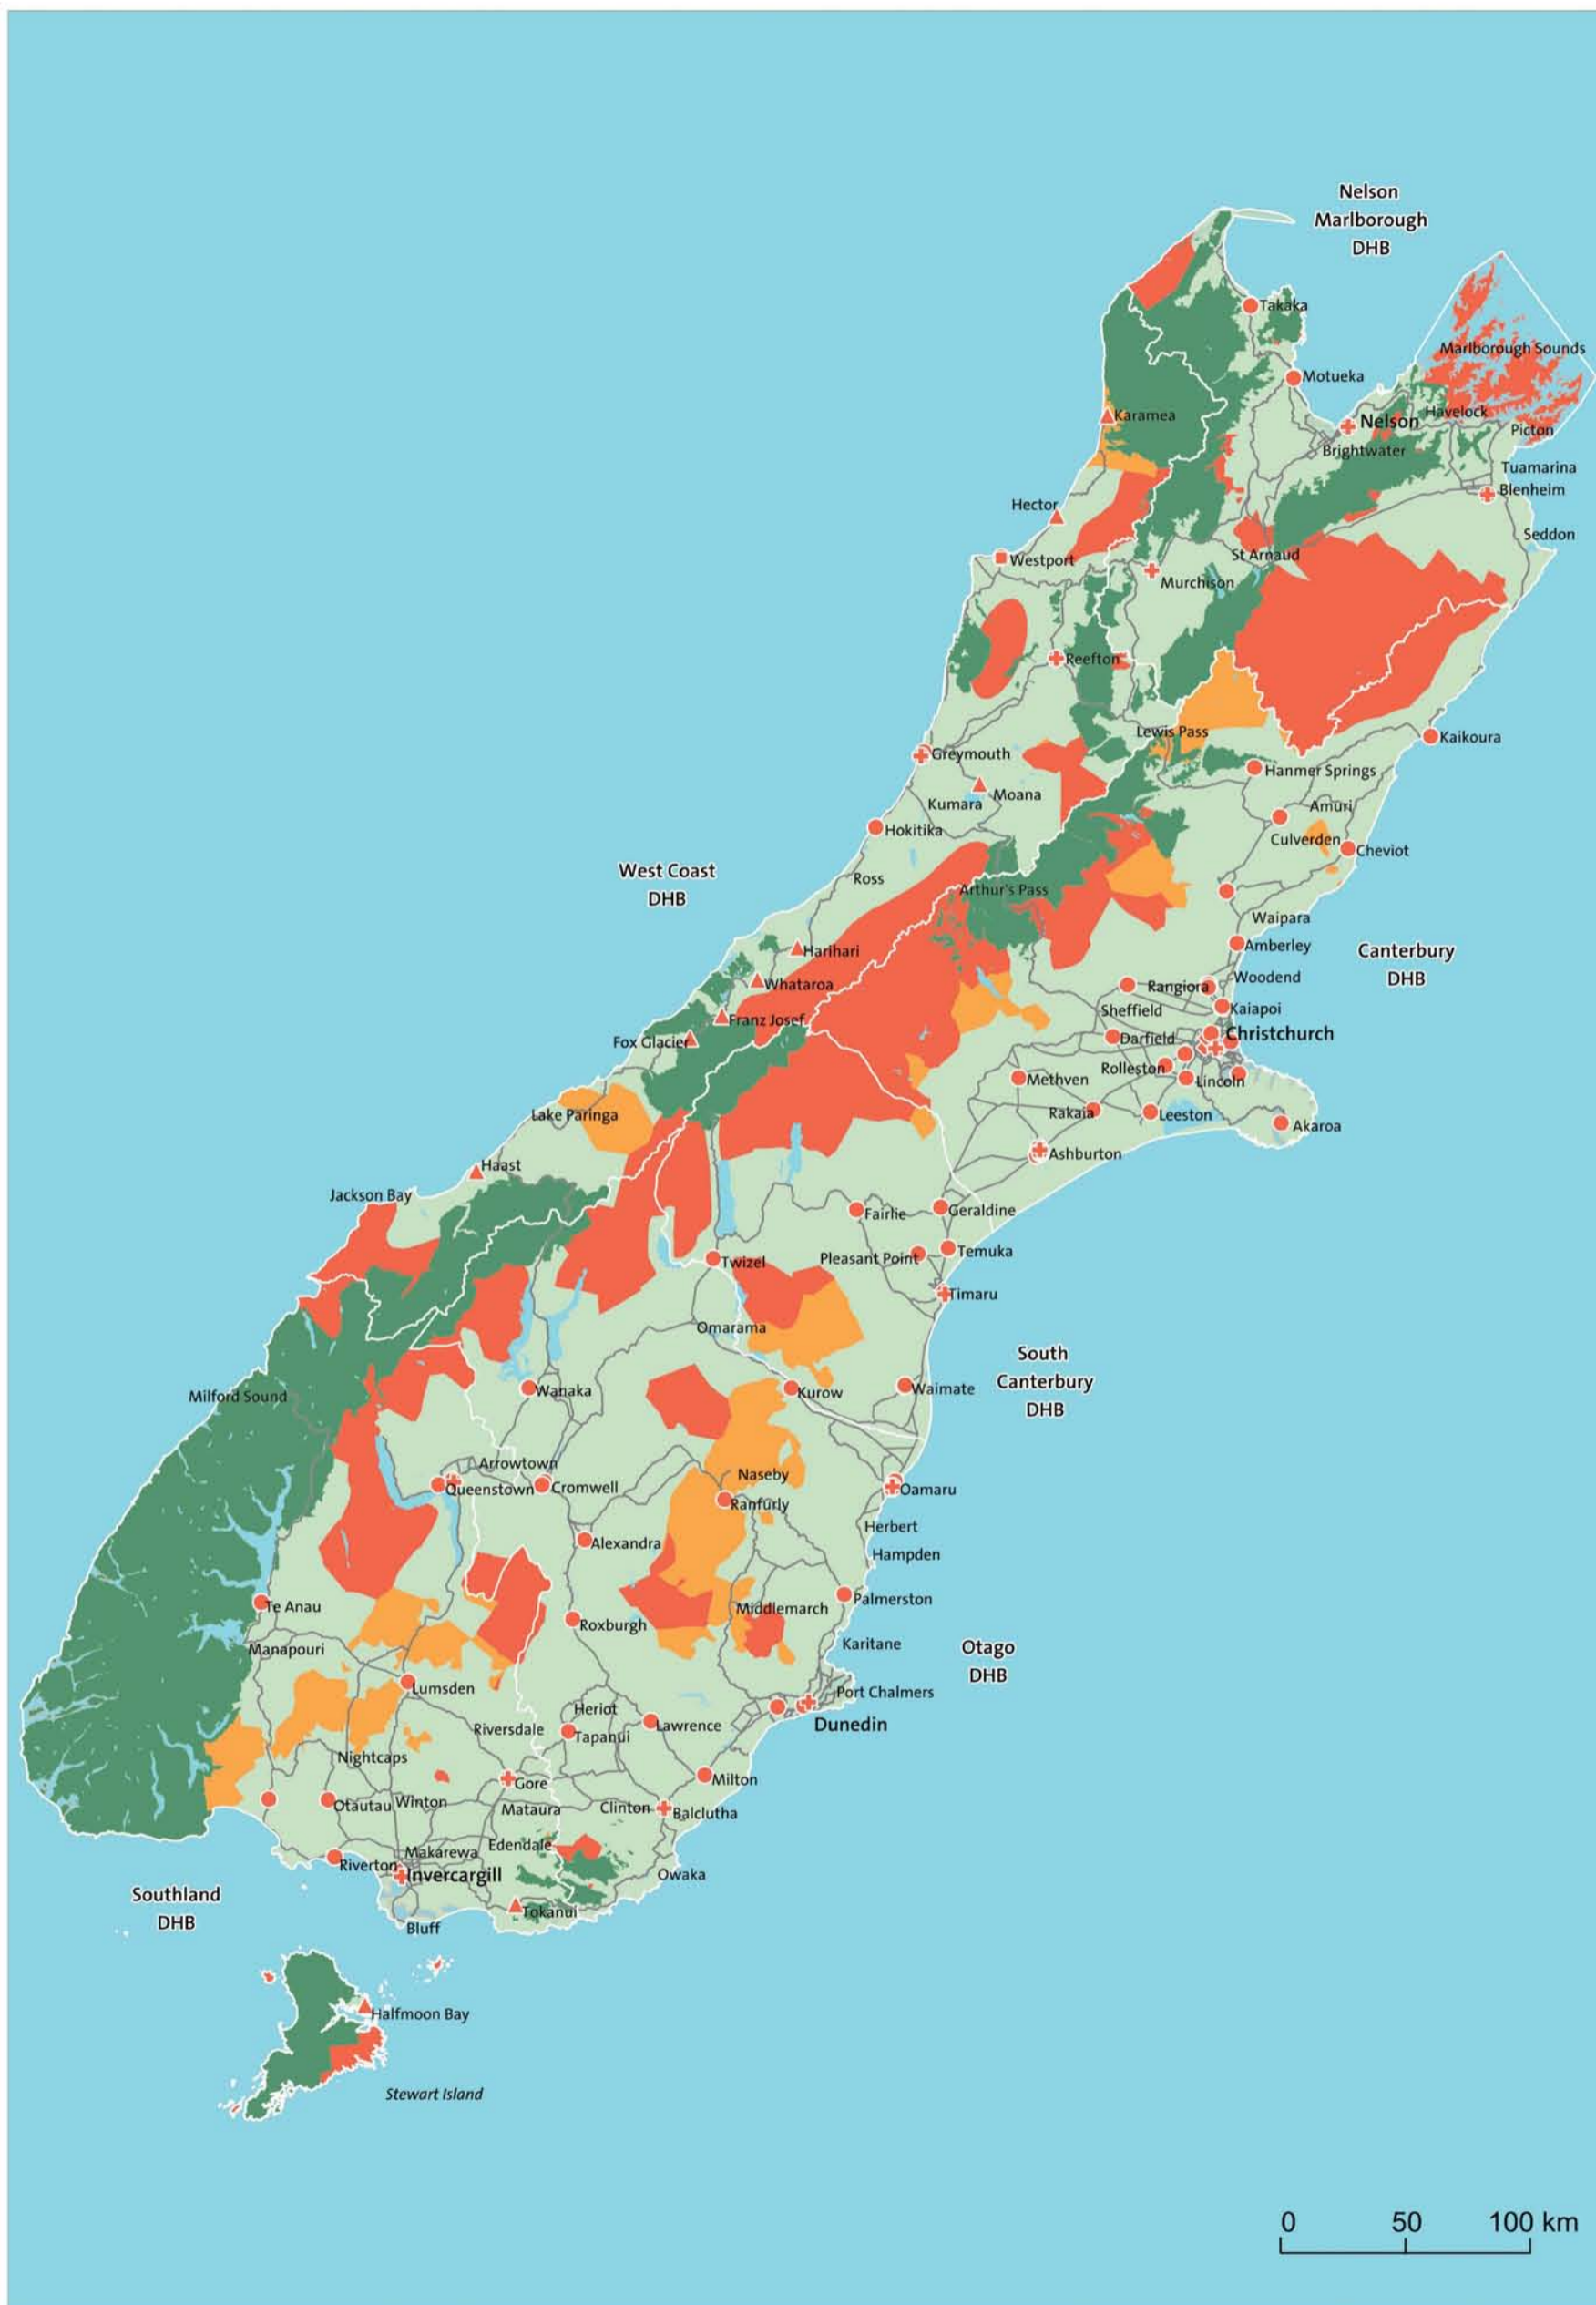 Nelson
Marlborough
DHB
Takaka
Marlborough Sounds
Motueka
Karamea
Havelock
Nelson
Picton
Brightwater
Tuamarina
Blenheim
Hector
Seddon
St Arnaud
Westport
Murchison
Reefton
Lewis Pass
Kaikoura
Greymouth
Hanmer Springs
Moana
Kumara
Amuri
Hokitika
Culverden
Cheviot
West Coast
DHB
Ross
Arthur's Pass
Waipara
Amberley
Canterbury
DHB
Harihari
Whataroa
Rangiora
Woodend
Sheffield
Kaiapoi
Franz Josef
Christchurch
Fox Glacier
Darfield
Rolleston
Methven
Lincoln
Lake Paringa
Rakaia
Leeston
Akaroa
Ashburton
Haast
Jackson Bay
Fairlie
Geraldine
Pleasant Point
Temuka
Twizel
Timaru
Omarama
South
Canterbury
DHB
Milford Sound
Wanaka
Kurow
Waimate
Arrowtown
Naseby
Queenstown
Cromwell
Oamaru
Ranfurly
Herbert
Alexandra
Hampden
Te Anau
Middlemarch
Palmerston
Roxburgh
Manapouri
Karitane
Otago
DHB
Lumsden
Port Chalmers
Heriot
Riversdale
Lawrence
Dunedin
Tapanui
Nightcaps
Milton
Gore
Otautau
Winton
Mataura
Clinton
Balclutha
Edendale
Makarewa
Riverton
Invercargill
Owaka
Southland
DHB
Tokanui
Bluff
Halfmoon Bay
Stewart Island
0
50
100 km